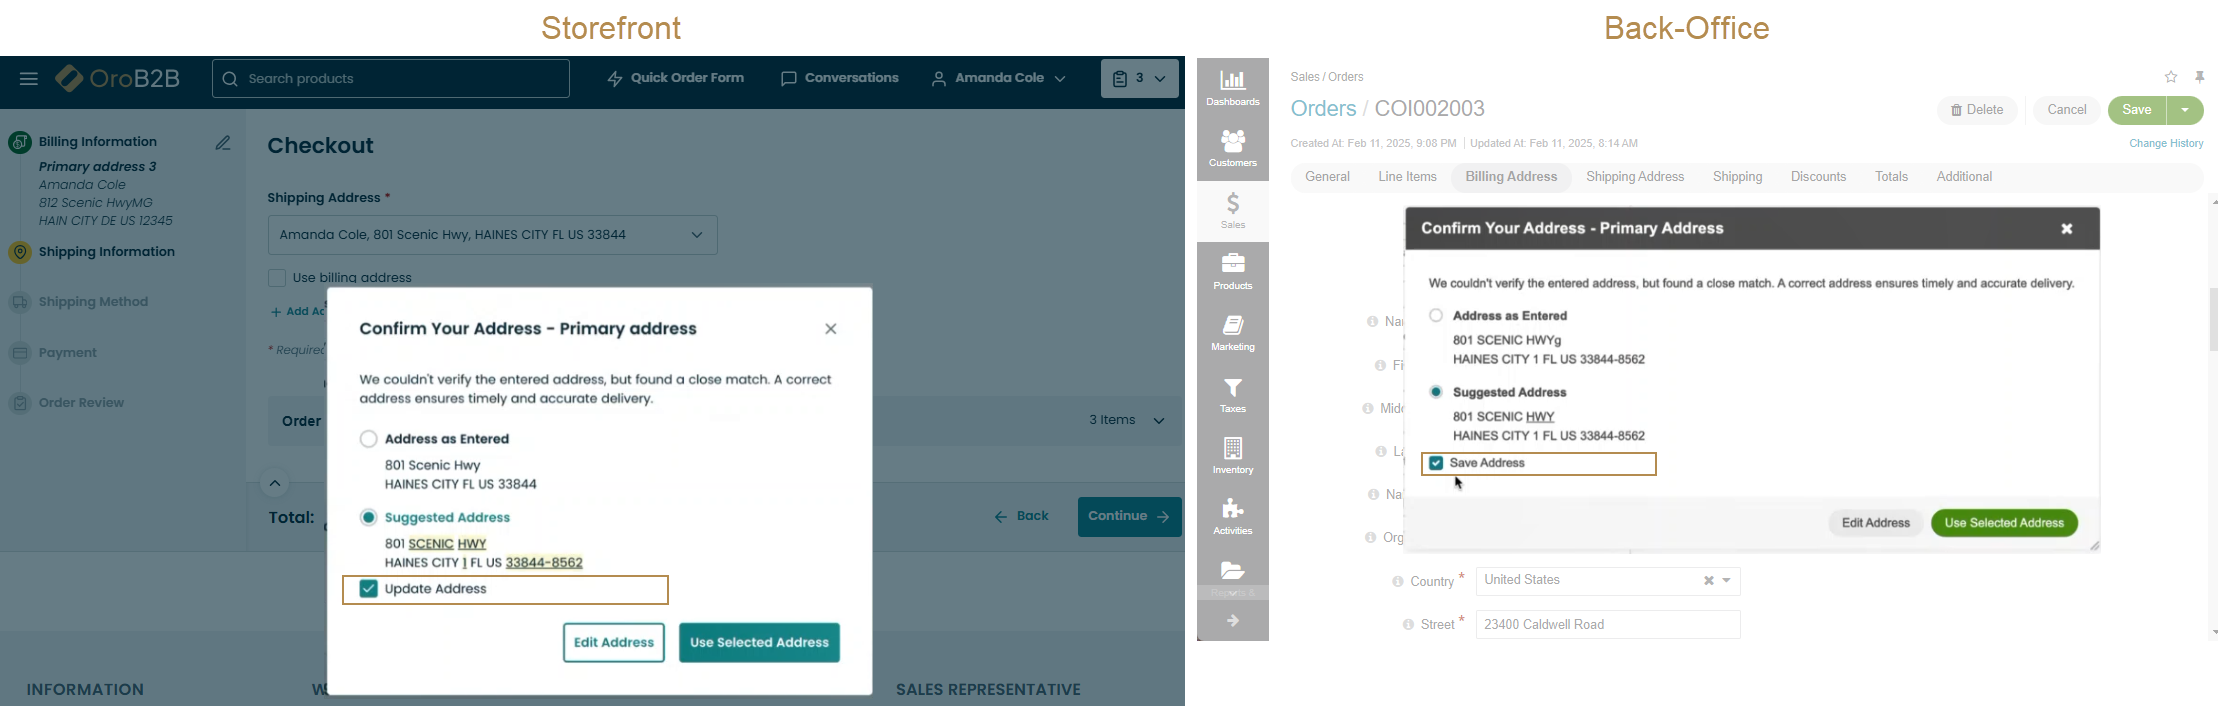 Storefront
Back-Office
OroB2B
Search products
Quick Order Form
Conversations
Amanda Cole
3
Billing Information
Primary address 3
Amanda Cole
812 Scenic HwyMG
HAIN CITY DE US 12345
Shipping Information
Shipping Method
Payment
Order Review
Checkout
Shipping Address *
Amanda Cole, 801 Scenic Hwy, HAINES CITY FL US 33844
Use billing address
+ Add
* Required
Order
3 Items
Total:
Back
Continue
Confirm Your Address - Primary address
We couldn't verify the entered address, but found a close match. A correct
address ensures timely and accurate delivery.
Address as Entered
801 Scenic Hwy
HAINES CITY FL US 33844
Suggested Address
801 SCENIC HWY
HAINES CITY 1 FL US 33844-8562
Update Address
Edit Address
Use Selected Address
INFORMATION
SALES REPRESENTATIVE
Dashboards
Customers
Sales
Products
Marketing
Taxes
Inventory
Activities
Reports &
Sales / Orders
Orders / COI002003
Delete
Cancel
Save
Created At: Feb 11, 2025, 9:08 PM | Updated At: Feb 11, 2025, 8:14 AM
Change History
General
Line Items
Billing Address
Shipping Address
Shipping
Discounts
Totals
Additional
Confirm Your Address - Primary Address
We couldn't verify the entered address, but found a close match. A correct address ensures timely and accurate delivery.
Address as Entered
801 SCENIC HWYg
HAINES CITY 1 FL US 33844-8562
Suggested Address
801 SCENIC HWY
HAINES CITY 1 FL US 33844-8562
Save Address
Edit Address
Use Selected Address
Na
Fi
Midd
La
Na
Org
Country *
United States
Street *
23400 Caldwell Road